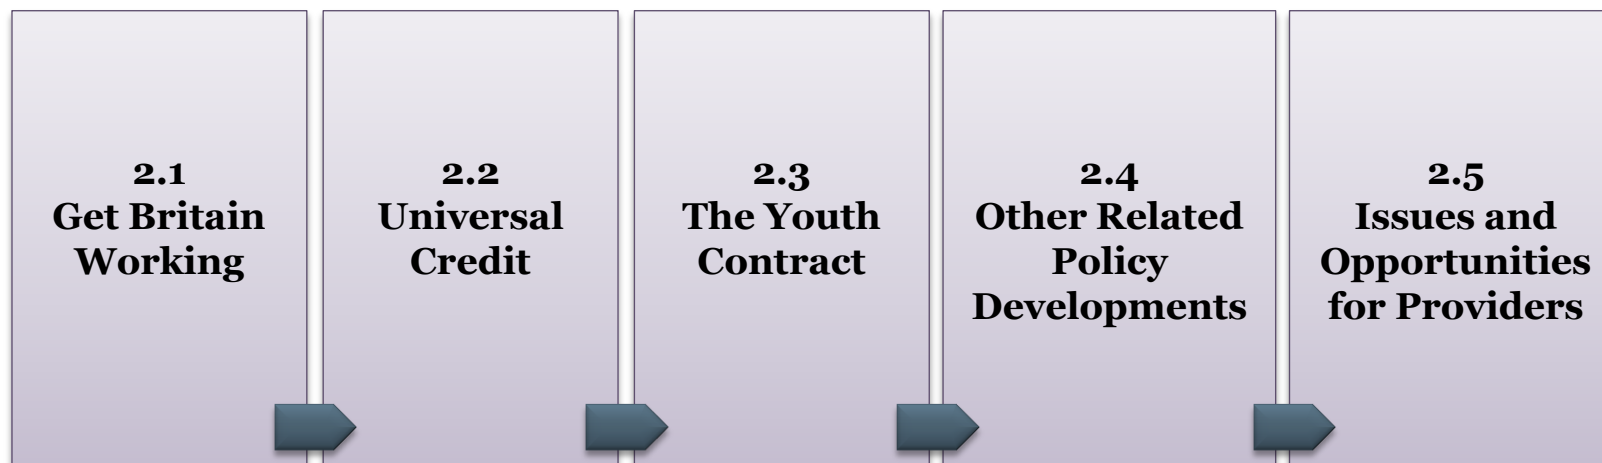 2.1
Get Britain
Working
2.2
Universal
Credit
2.3
The Youth
Contract
2.4
Other Related
Policy
Developments
2.5
Issues and
Opportunities
for Providers